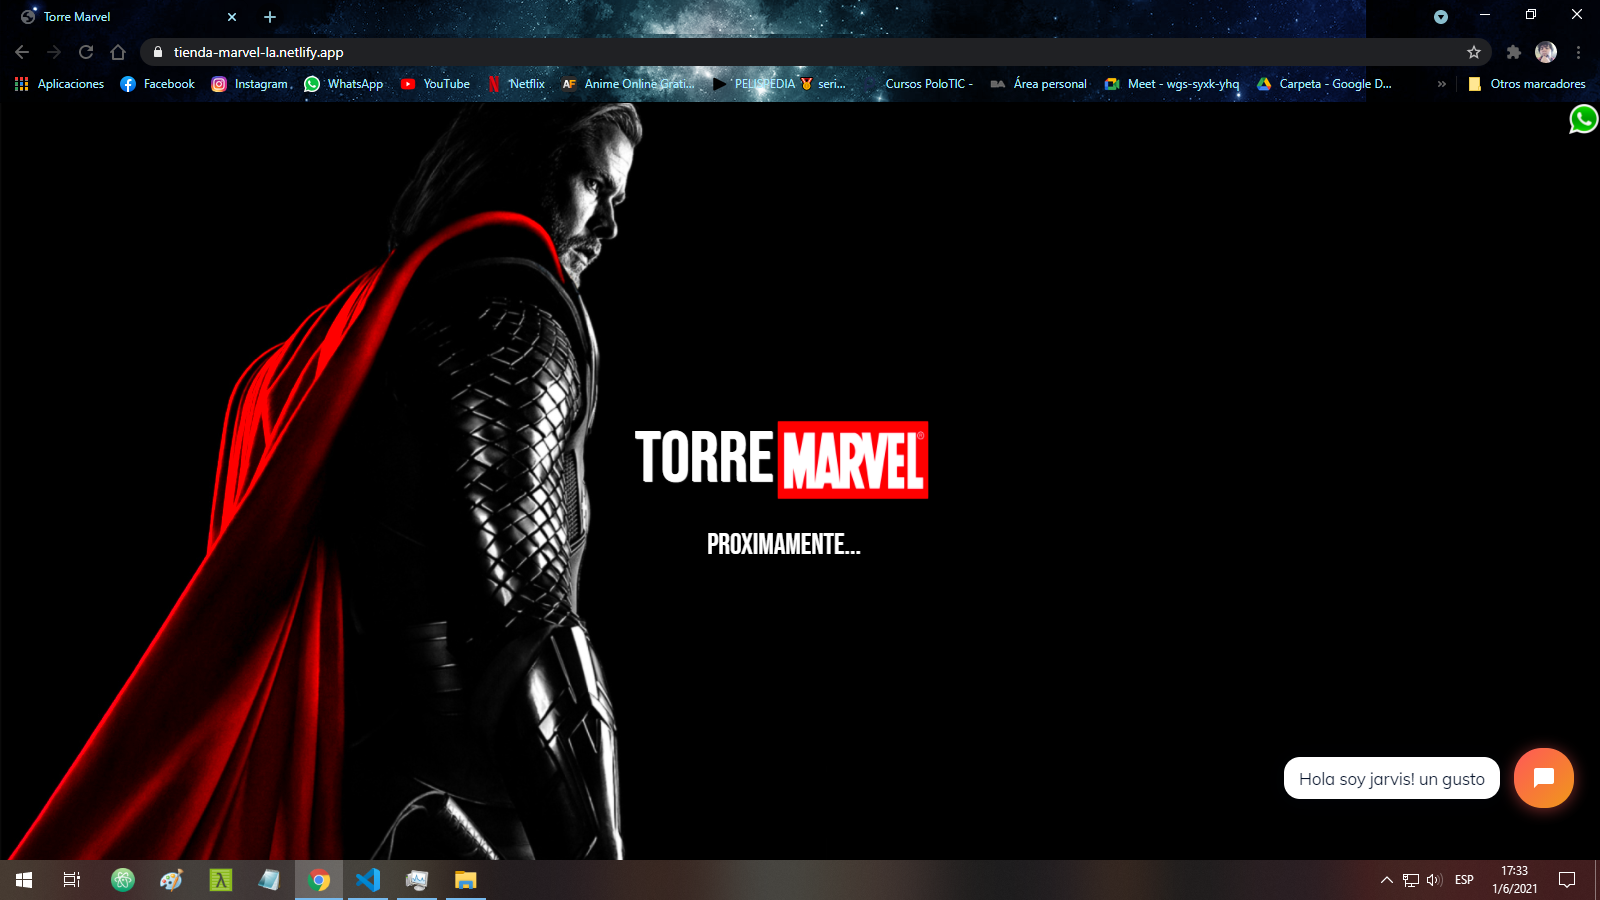 Torre Marvel
tienda-marvel-la.netlify.app
Aplicaciones
Facebook
Instagram
WhatsApp
YouTube
Netflix
AF
Anime Online Grati...
PELISPEDIA 🏅 seri...
Cursos PoloTIC -
Área personal
Meet - wgs-syxk-yhq
Carpeta - Google D...
»
Otros marcadores
TORRE MARVEL®
PROXIMAMENTE...
Hola soy jarvis! un gusto
ESP
17:33
1/6/2021